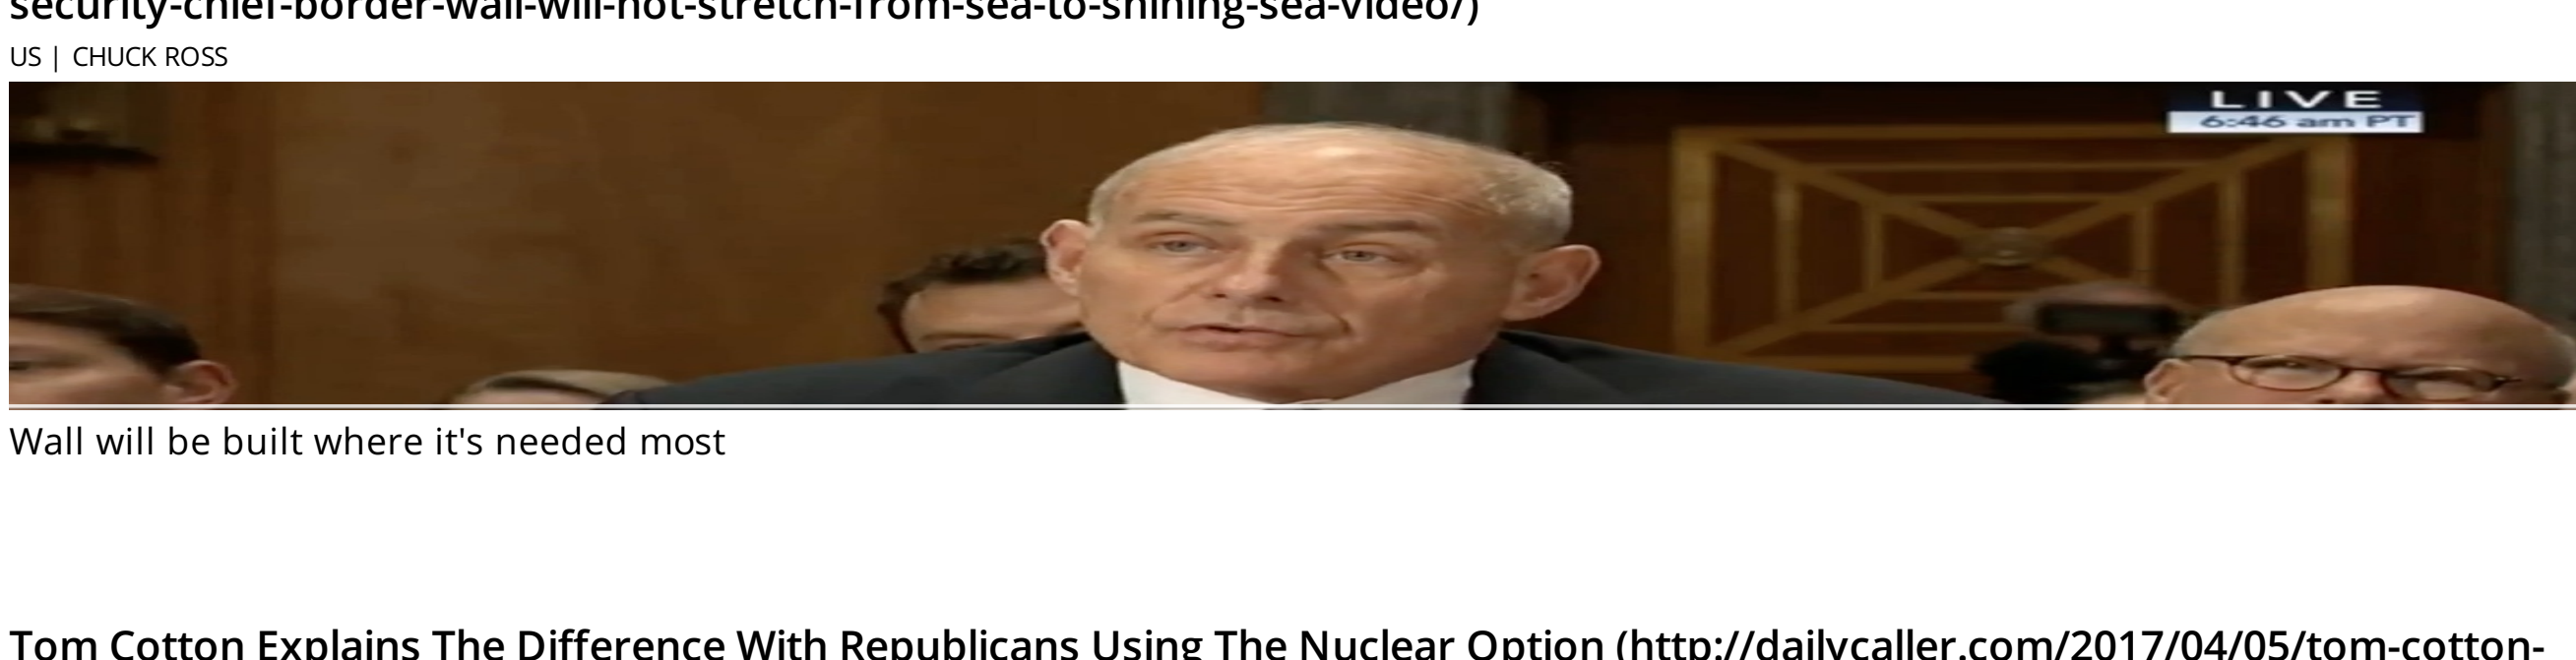 security-chief-border-wall-will-not-stretch-from-sea-to-shining-sea-video/)
US | CHUCK ROSS
LIVE
6:46 am PT
Wall will be built where it's needed most
Tom Cotton Explains The Difference With Republicans Using The Nuclear Option (http://dailycaller.com/2017/04/05/tom-cotton-